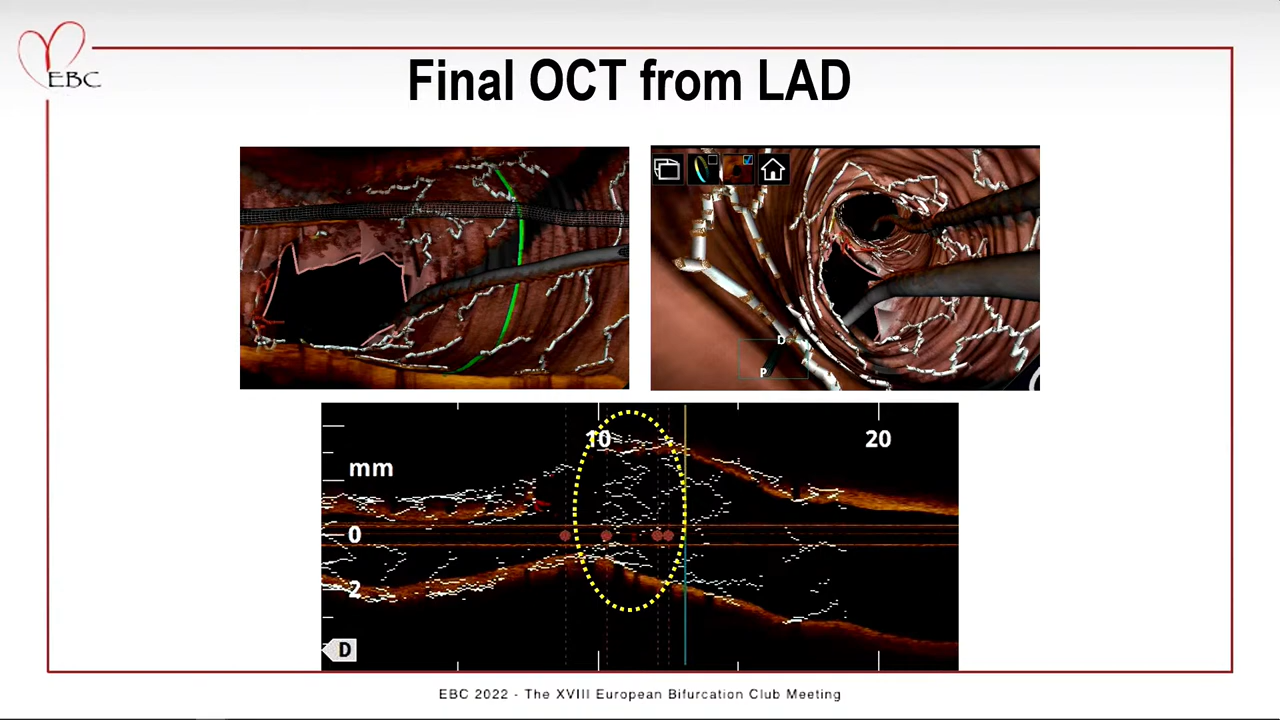 EBC
Final OCT from LAD
D
P
10
20
mm
0
2
D
EBC 2022 - The XVIII European Bifurcation Club Meeting